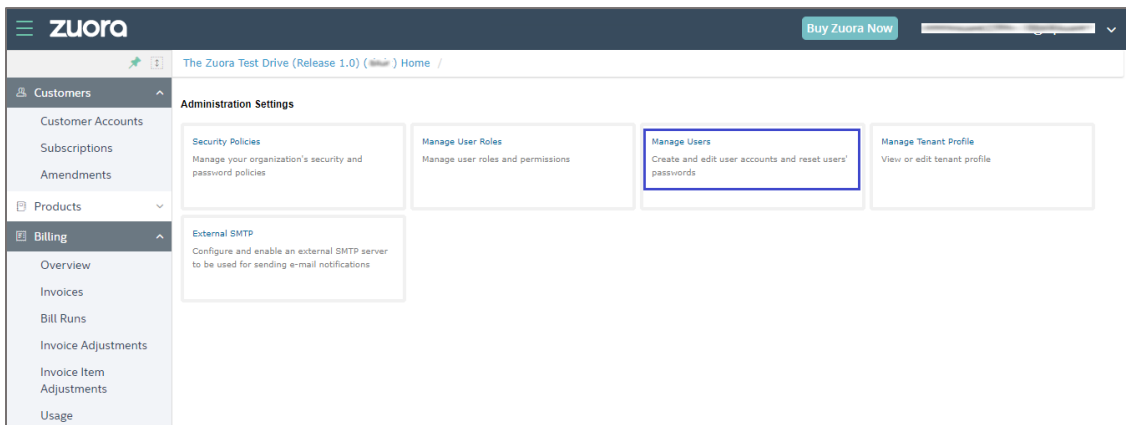 zuora
Buy Zuora Now
The Zuora Test Drive (Release 1.0) ( ) Home /
Customers
Customer Accounts
Subscriptions
Amendments
Products
Billing
Overview
Invoices
Bill Runs
Invoice Adjustments
Invoice Item
Adjustments
Usage
Administration Settings
Security Policies
Manage your organization's security and
password policies
Manage User Roles
Manage user roles and permissions
Manage Users
Create and edit user accounts and reset users'
passwords
Manage Tenant Profile
View or edit tenant profile
External SMTP
Configure and enable an external SMTP server
to be used for sending e-mail notifications